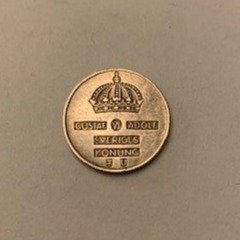 GUSTAF VI ADOLF
SVERIGES
KONUNG
U